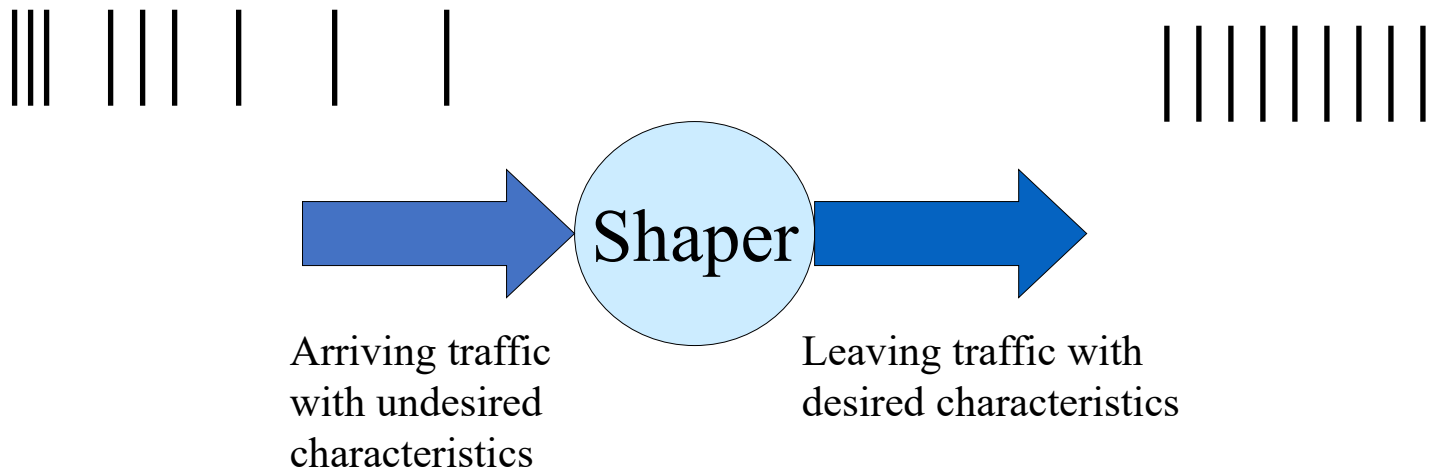 Shaper
Arriving traffic
with undesired
characteristics
Leaving traffic with
desired characteristics